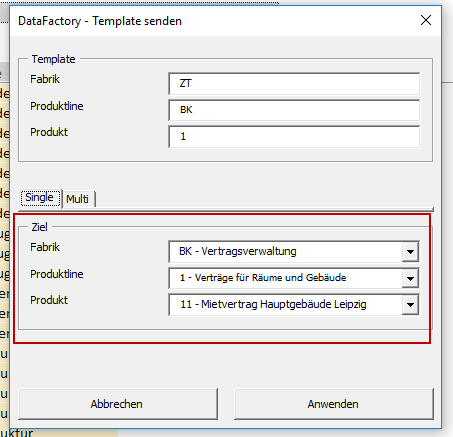 DataFactory - Template senden
Template
Fabrik ZT
Produktline BK
Produkt 1
Single Multi
Ziel
Fabrik BK - Vertragsverwaltung
Produktline 1 - Verträge für Räume und Gebäude
Produkt 11 - Mietvertrag Hauptgebäude Leipzig
Abbrechen Anwenden